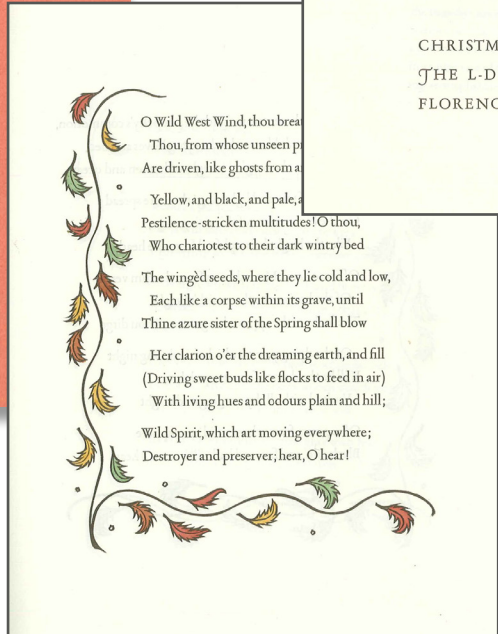 CHRISTM
THE L-D
FLORENC
O Wild West Wind, thou brea
Thou, from whose unseen pr
Are driven, like ghosts from a
Yellow, and black, and pale, a
Pestilence-stricken multitudes! O thou,
Who chariotest to their dark wintry bed
The wingèd seeds, where they lie cold and low,
Each like a corpse within its grave, until
Thine azure sister of the Spring shall blow
Her clarion o'er the dreaming earth, and fill
(Driving sweet buds like flocks to feed in air)
With living hues and odours plain and hill;
Wild Spirit, which art moving everywhere;
Destroyer and preserver; hear, O hear!